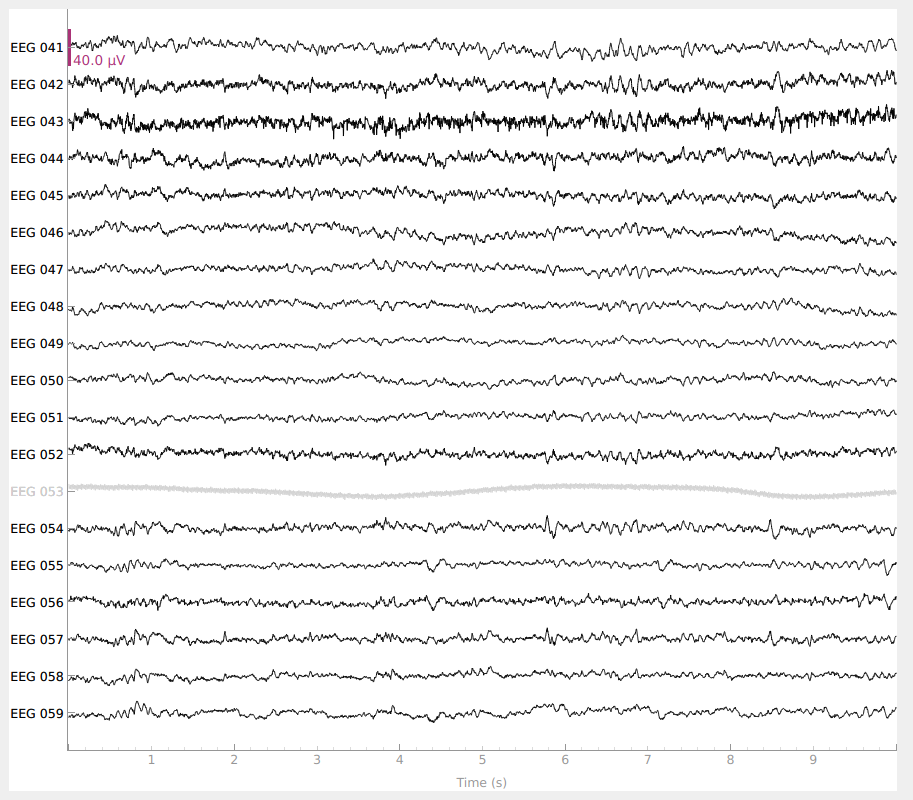 EEG 041
40.0 µV
EEG 042
EEG 043
EEG 044
EEG 045
EEG 046
EEG 047
EEG 048
EEG 049
EEG 050
EEG 051
EEG 052
EEG 053
EEG 054
EEG 055
EEG 056
EEG 057
EEG 058
EEG 059
1 2 3 4 5 6 7 8 9
Time (s)